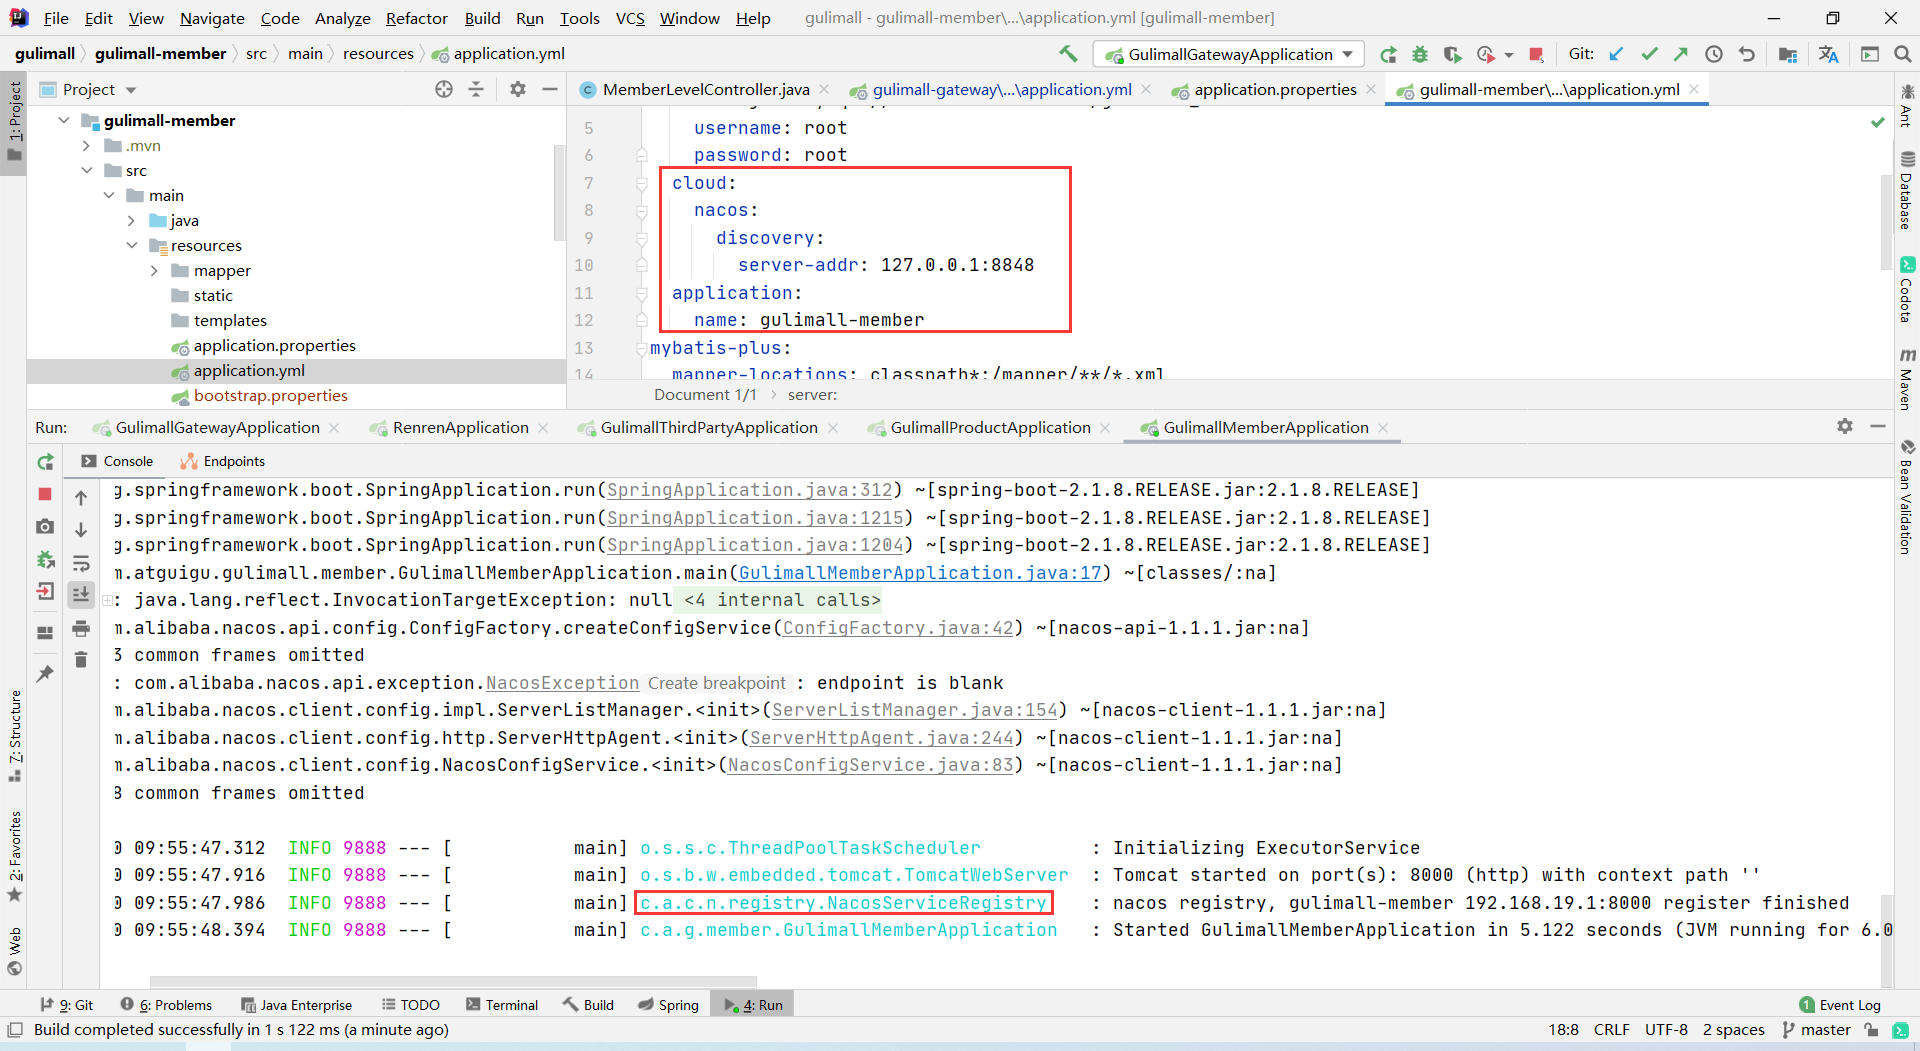 File Edit View Navigate Code Analyze Refactor Build Run Tools VCS Window Help gulimall - gulimall-member\...\application.yml [gulimall-member]
gulimall gulimall-member src main resources application.yml GulimallGatewayApplication Git:
Project MemberLevelController.java gulimall-gateway\...\application.yml application.properties gulimall-member\...\application.yml
gulimall-member
.mvn
src
main
java
resources
mapper
static
templates
application.properties
application.yml
bootstrap.properties
5 username: root
6 password: root
7 cloud:
8 nacos:
9 discovery:
10 server-addr: 127.0.0.1:8848
11 application:
12 name: gulimall-member
13 mybatis-plus:
14 mapper-locations: classpath*:/mapper/**/*.xml
Document 1/1 server:
Run: GulimallGatewayApplication RenrenApplication GulimallThirdPartyApplication GulimallProductApplication GulimallMemberApplication
Console Endpoints
g.springframework.boot.SpringApplication.run(SpringApplication.java:312) ~[spring-boot-2.1.8.RELEASE.jar:2.1.8.RELEASE]
g.springframework.boot.SpringApplication.run(SpringApplication.java:1215) ~[spring-boot-2.1.8.RELEASE.jar:2.1.8.RELEASE]
g.springframework.boot.SpringApplication.run(SpringApplication.java:1204) ~[spring-boot-2.1.8.RELEASE.jar:2.1.8.RELEASE]
m.atguigu.gulimall.member.GulimallMemberApplication.main(GulimallMemberApplication.java:17) ~[classes/:na]
: java.lang.reflect.InvocationTargetException: null <4 internal calls>
m.alibaba.nacos.api.config.ConfigFactory.createConfigService(ConfigFactory.java:42) ~[nacos-api-1.1.1.jar:na]
3 common frames omitted
: com.alibaba.nacos.api.exception.NacosException Create breakpoint : endpoint is blank
m.alibaba.nacos.client.config.impl.ServerListManager.<init>(ServerListManager.java:154) ~[nacos-client-1.1.1.jar:na]
m.alibaba.nacos.client.config.http.ServerHttpAgent.<init>(ServerHttpAgent.java:244) ~[nacos-client-1.1.1.jar:na]
m.alibaba.nacos.client.config.NacosConfigService.<init>(NacosConfigService.java:83) ~[nacos-client-1.1.1.jar:na]
8 common frames omitted
0 09:55:47.312 INFO 9888 --- [ main] o.s.s.c.ThreadPoolTaskScheduler : Initializing ExecutorService
0 09:55:47.916 INFO 9888 --- [ main] o.s.b.w.embedded.tomcat.TomcatWebServer : Tomcat started on port(s): 8000 (http) with context path ''
0 09:55:47.986 INFO 9888 --- [ main] c.a.c.n.registry.NacosServiceRegistry : nacos registry, gulimall-member 192.168.19.1:8000 register finished
0 09:55:48.394 INFO 9888 --- [ main] c.a.g.member.GulimallMemberApplication : Started GulimallMemberApplication in 5.122 seconds (JVM running for 6.0
1: Project
7: Structure
2: Favorites
Web
Ant
Database
Codota
Maven
Bean Validation
9: Git 6: Problems Java Enterprise TODO Terminal Build Spring 4: Run 1 Event Log
Build completed successfully in 1 s 122 ms (a minute ago) 18:8 CRLF UTF-8 2 spaces master